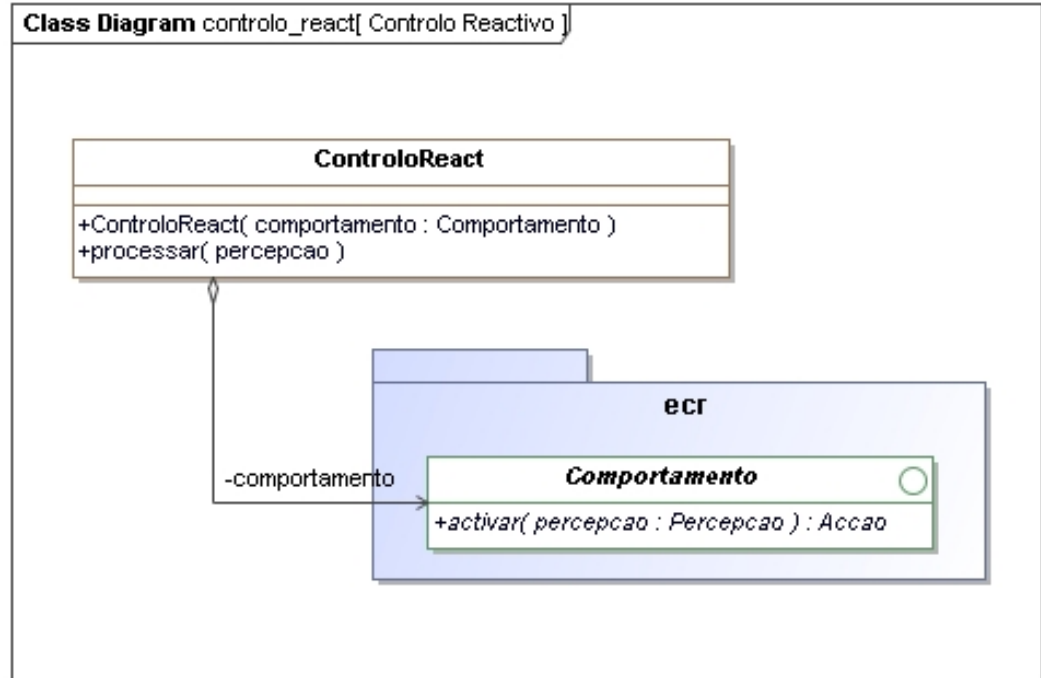 Class Diagram controlo_react[ Controlo Reactivo ]
ControloReact
+ControloReact( comportamento : Comportamento )
+processar( percepcao )
ecr
-comportamento
Comportamento
+activar( percepcao : Percepcao ) : Accao